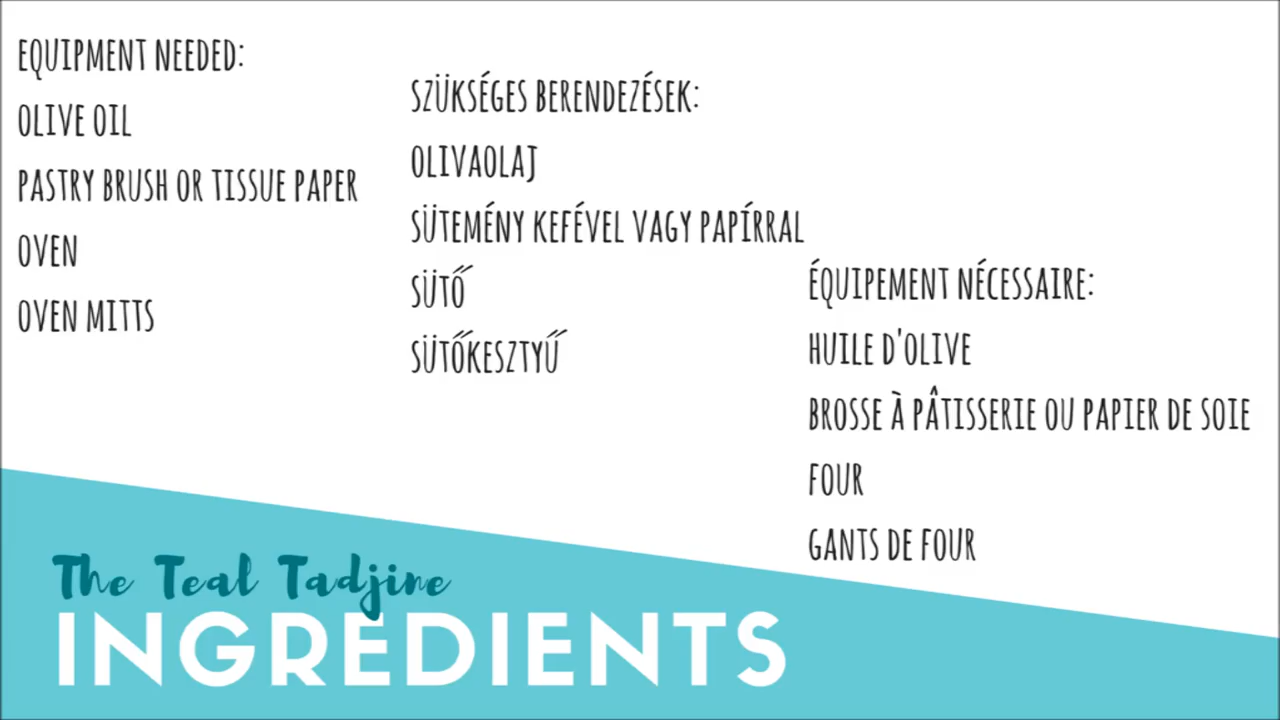 EQUIPMENT NEEDED:
OLIVE OIL
PASTRY BRUSH OR TISSUE PAPER
OVEN
OVEN MITTS
SZÜKSÉGES BERENDEZÉSEK:
OLIVAOLAJ
SÜTEMÉNY KEFÉVEL VAGY PAPÍRRAL
SÜTŐ
SÜTŐKESZTYŰ
ÉQUIPEMENT NÉCESSAIRE:
HUILE D'OLIVE
BROSSE À PÂTISSERIE OU PAPIER DE SOIE
FOUR
GANTS DE FOUR
The Teal Tadjine
INGREDIENTS